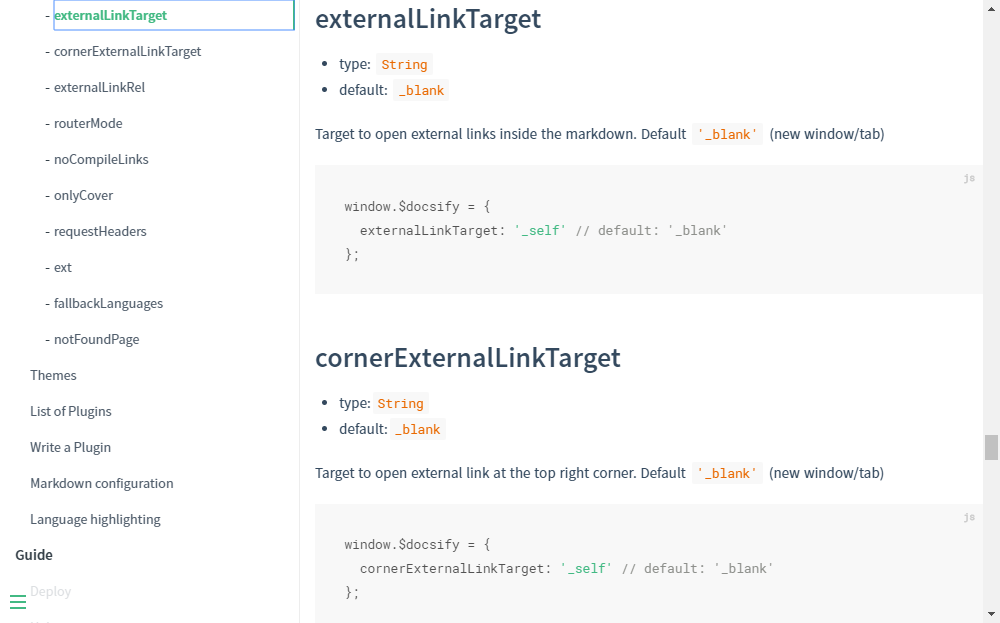 - externalLinkTarget
- cornerExternalLinkTarget
- externalLinkRel
- routerMode
- noCompileLinks
- onlyCover
- requestHeaders
- ext
- fallbackLanguages
- notFoundPage
Themes
List of Plugins
Write a Plugin
Markdown configuration
Language highlighting
Guide
Deploy
externalLinkTarget
• type: String
• default: _blank
Target to open external links inside the markdown. Default '_blank' (new window/tab)
js
window.$docsify = {
externalLinkTarget: '_self' // default: '_blank'
};
cornerExternalLinkTarget
• type: String
• default: _blank
Target to open external link at the top right corner. Default '_blank' (new window/tab)
js
window.$docsify = {
cornerExternalLinkTarget: '_self' // default: '_blank'
};